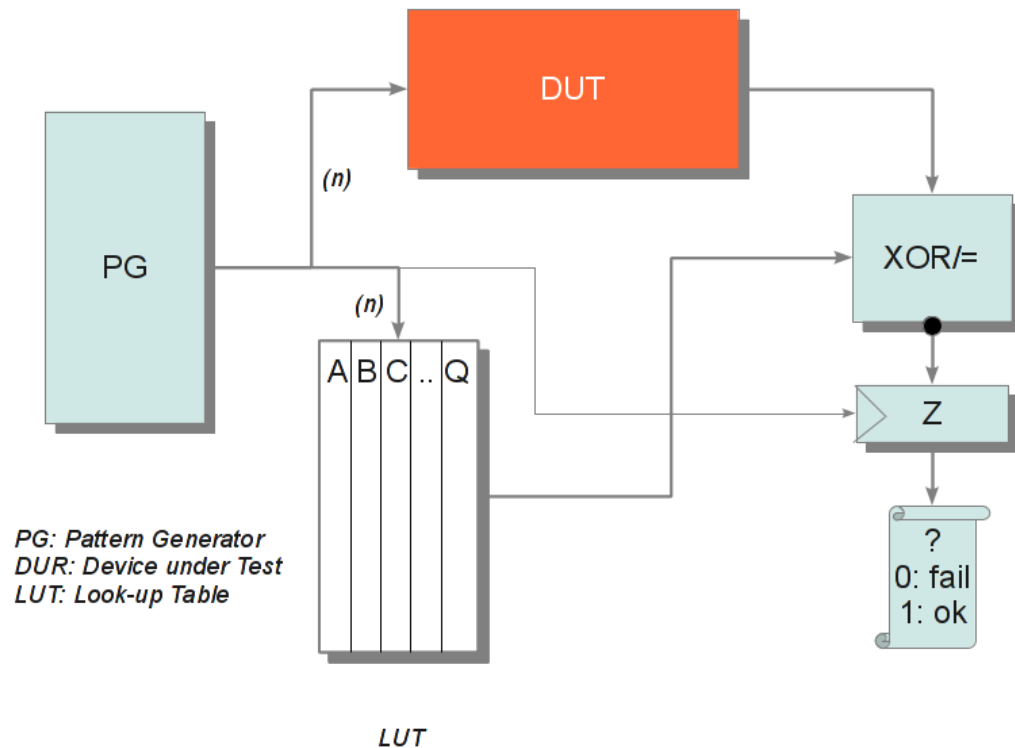 DUT
(n)
PG
XOR/=
(n)
A B C .. Q
Z
PG: Pattern Generator
DUR: Device under Test
LUT: Look-up Table
?
0: fail
1: ok
LUT